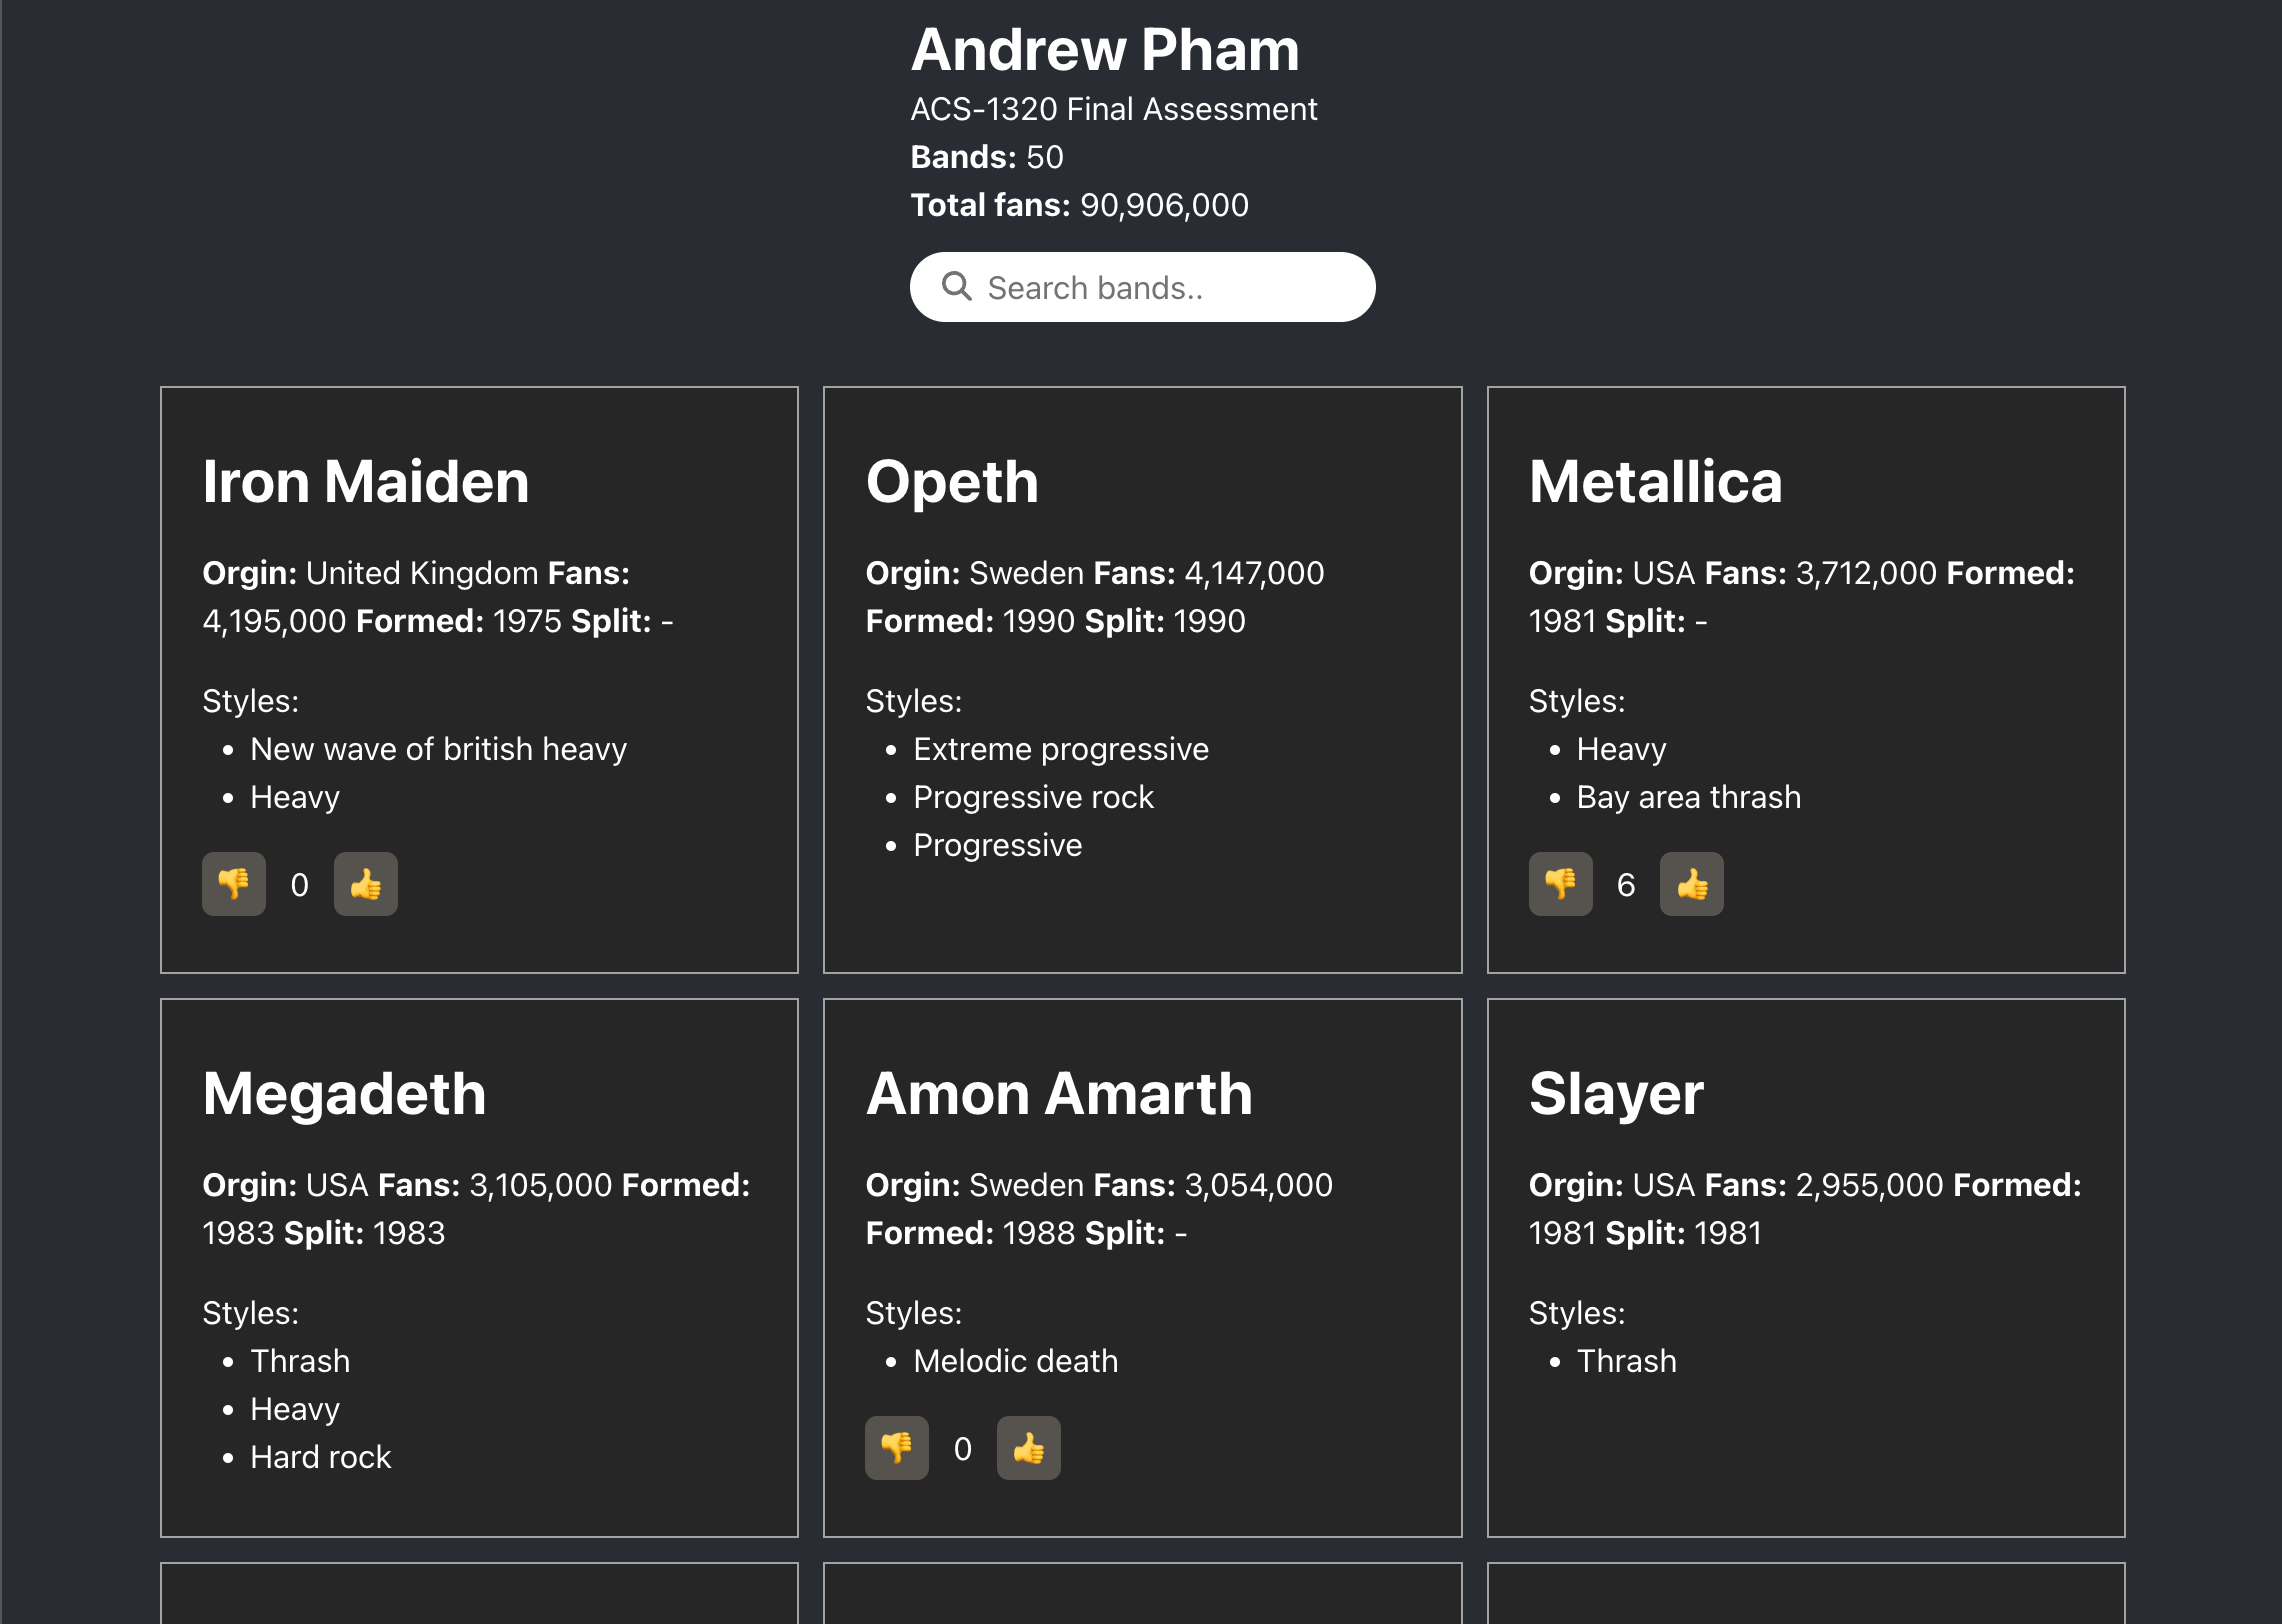 Andrew Pham
ACS-1320 Final Assessment
Bands: 50
Total fans: 90,906,000
Search bands..
Iron Maiden
Orgin: United Kingdom Fans:
4,195,000 Formed: 1975 Split: -
Styles:
• New wave of british heavy
• Heavy
👎 0 👍
Opeth
Orgin: Sweden Fans: 4,147,000
Formed: 1990 Split: 1990
Styles:
• Extreme progressive
• Progressive rock
• Progressive
Metallica
Orgin: USA Fans: 3,712,000 Formed:
1981 Split: -
Styles:
• Heavy
• Bay area thrash
👎 6 👍
Megadeth
Orgin: USA Fans: 3,105,000 Formed:
1983 Split: 1983
Styles:
• Thrash
• Heavy
• Hard rock
Amon Amarth
Orgin: Sweden Fans: 3,054,000
Formed: 1988 Split: -
Styles:
• Melodic death
👎 0 👍
Slayer
Orgin: USA Fans: 2,955,000 Formed:
1981 Split: 1981
Styles:
• Thrash